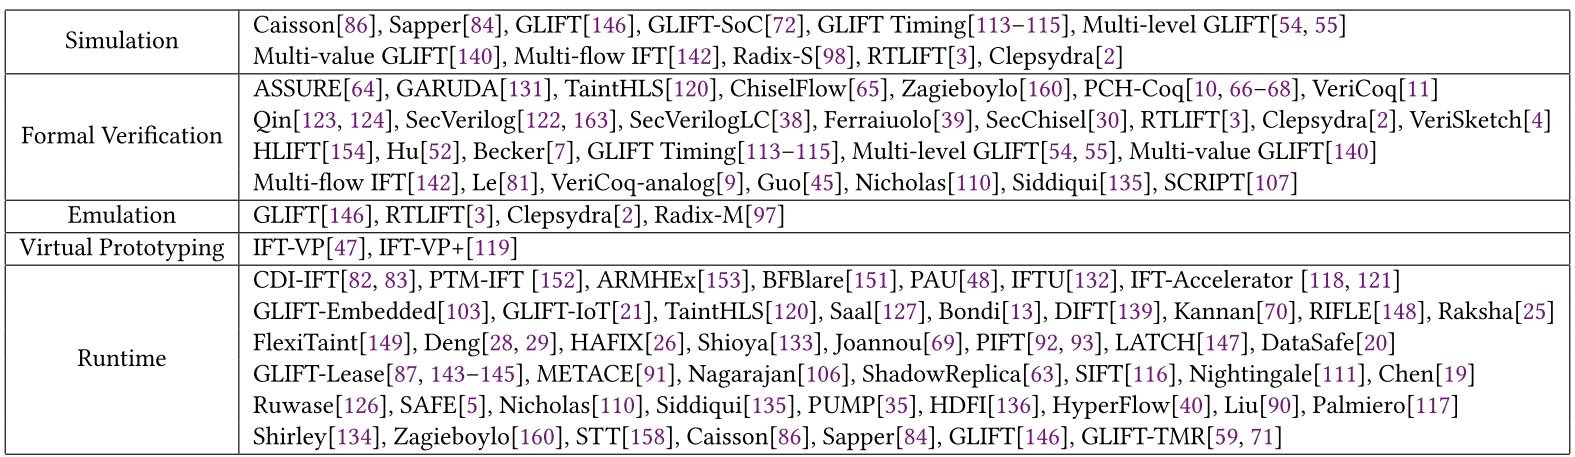 Simulation
Caisson[86], Sapper[84], GLIFT[146], GLIFT-SoC[72], GLIFT Timing[113–115], Multi-level GLIFT[54, 55]
Multi-value GLIFT[140], Multi-flow IFT[142], Radix-S[98], RTLIFT[3], Clepsydra[2]
Formal Verification
ASSURE[64], GARUDA[131], TaintHLS[120], ChiselFlow[65], Zagieboylo[160], PCH-Coq[10, 66–68], VeriCoq[11]
Qin[123, 124], SecVerilog[122, 163], SecVerilogLC[38], Ferraiuolo[39], SecChisel[30], RTLIFT[3], Clepsydra[2], VeriSketch[4]
HLIFT[154], Hu[52], Becker[7], GLIFT Timing[113–115], Multi-level GLIFT[54, 55], Multi-value GLIFT[140]
Multi-flow IFT[142], Le[81], VeriCoq-analog[9], Guo[45], Nicholas[110], Siddiqui[135], SCRIPT[107]
Emulation
GLIFT[146], RTLIFT[3], Clepsydra[2], Radix-M[97]
Virtual Prototyping
IFT-VP[47], IFT-VP+[119]
Runtime
CDI-IFT[82, 83], PTM-IFT [152], ARMHEx[153], BFBlare[151], PAU[48], IFTU[132], IFT-Accelerator [118, 121]
GLIFT-Embedded[103], GLIFT-IoT[21], TaintHLS[120], Saal[127], Bondi[13], DIFT[139], Kannan[70], RIFLE[148], Raksha[25]
FlexiTaint[149], Deng[28, 29], HAFIX[26], Shioya[133], Joannou[69], PIFT[92, 93], LATCH[147], DataSafe[20]
GLIFT-Lease[87, 143–145], METACE[91], Nagarajan[106], ShadowReplica[63], SIFT[116], Nightingale[111], Chen[19]
Ruwase[126], SAFE[5], Nicholas[110], Siddiqui[135], PUMP[35], HDFI[136], HyperFlow[40], Liu[90], Palmiero[117]
Shirley[134], Zagieboylo[160], STT[158], Caisson[86], Sapper[84], GLIFT[146], GLIFT-TMR[59, 71]